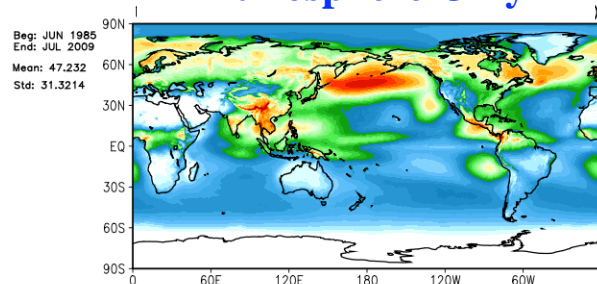 Beg: JUN 1985
End: JUL 2009
Mean: 47.232
Std: 31.3214
90N
60N
30N
EQ
30S
60S
90S
0 60E 120E 180 120W 60W